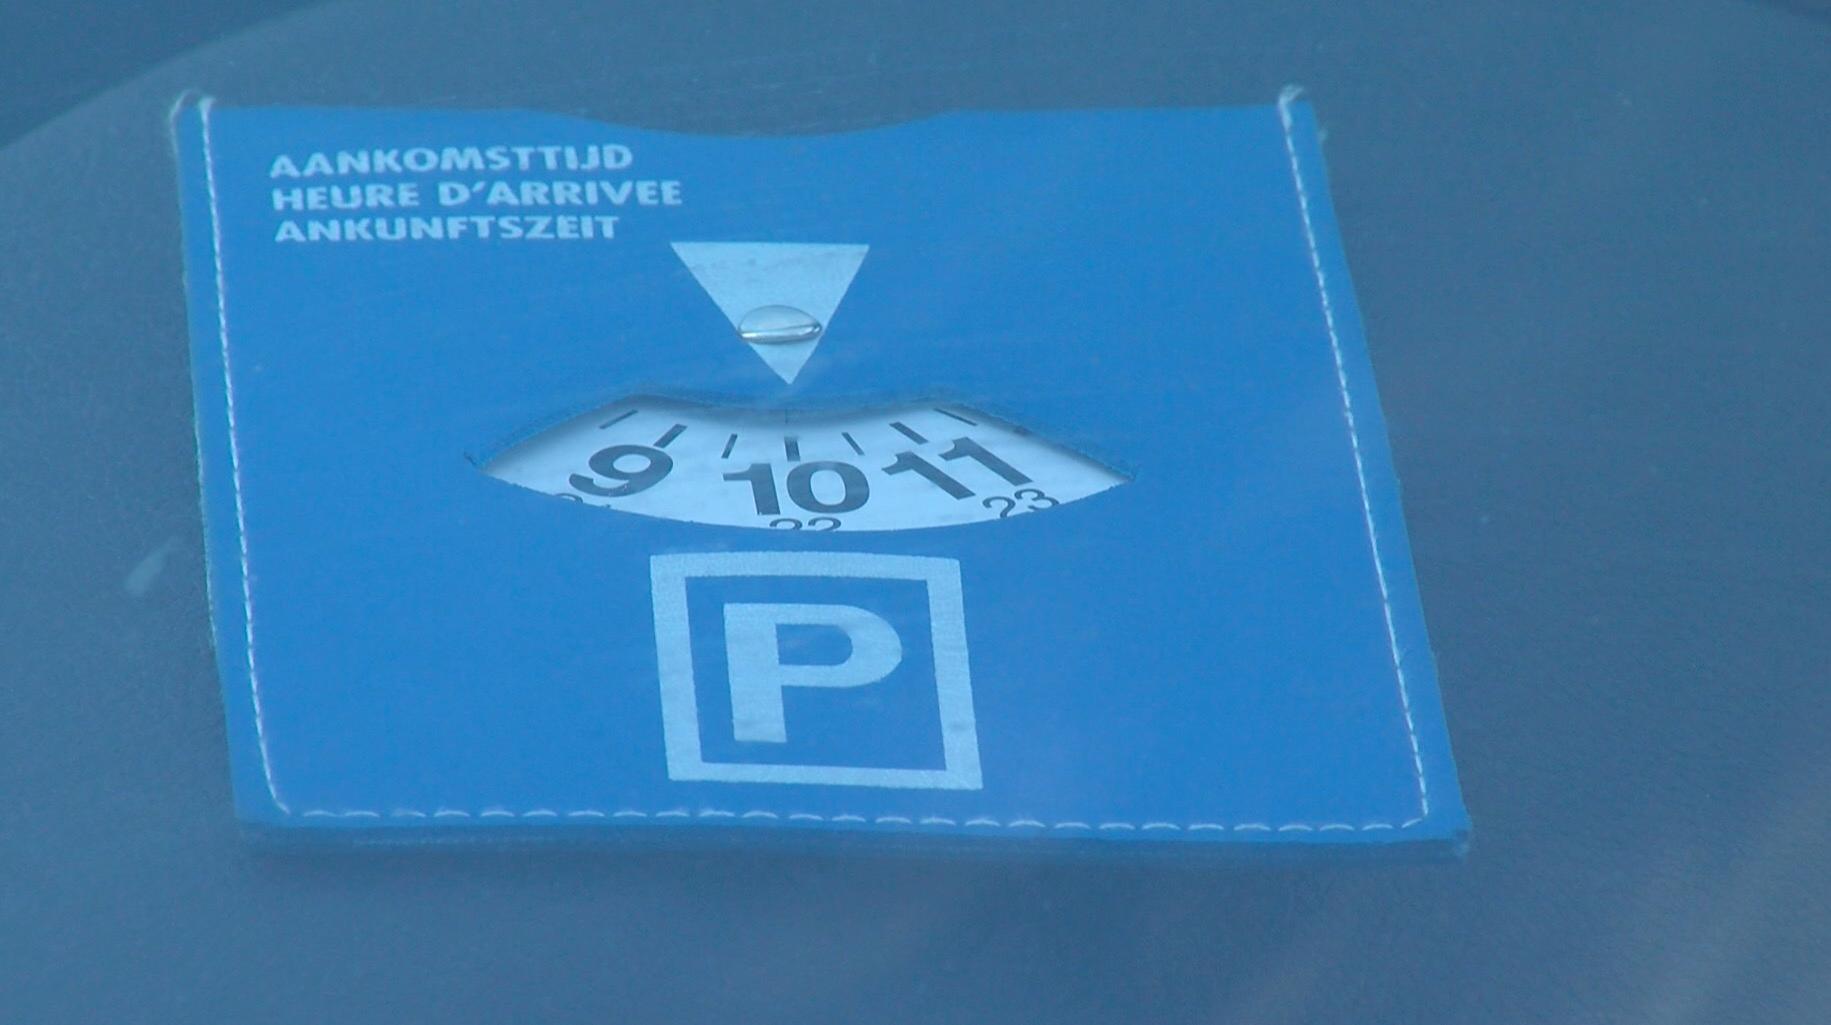 AANKOMSTTIJD
HEURE D'ARRIVEE
ANKUNFTSZEIT
9 10 11
22 23
P